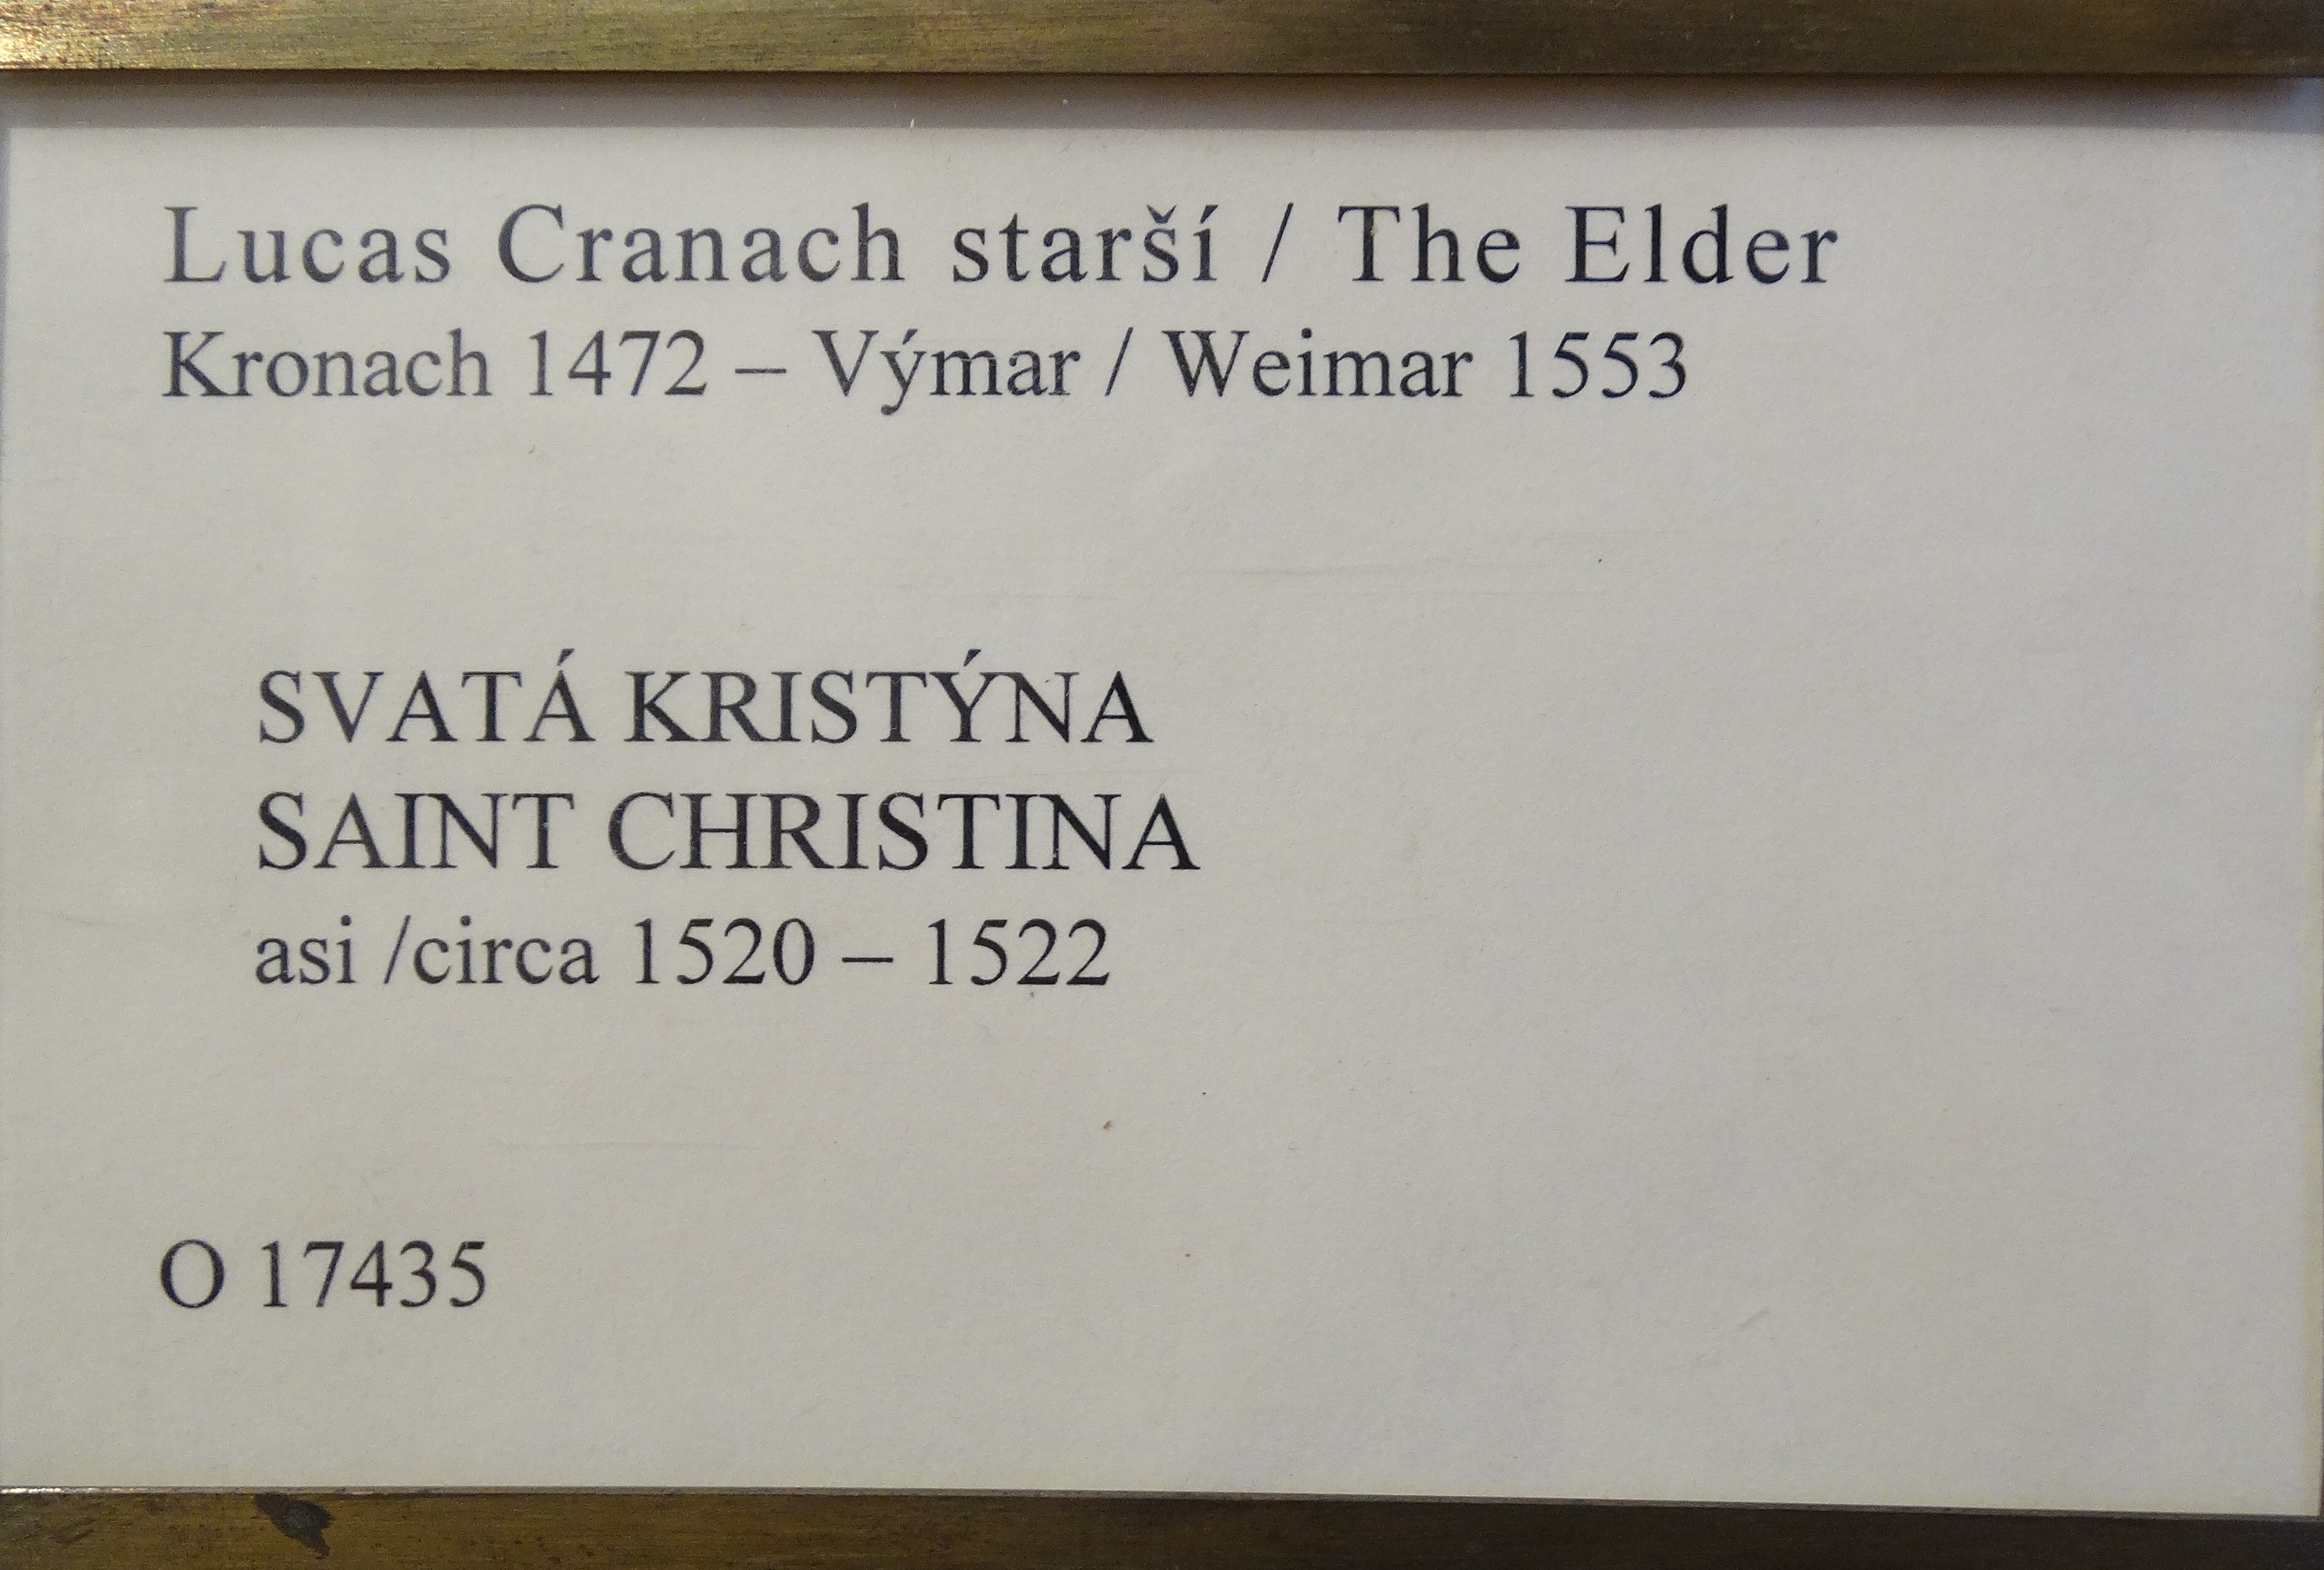 Lucas Cranach starší / The Elder
Kronach 1472 – Výmar / Weimar 1553
SVATÁ KRISTÝNA
SAINT CHRISTINA
asi /circa 1520 – 1522
O 17435